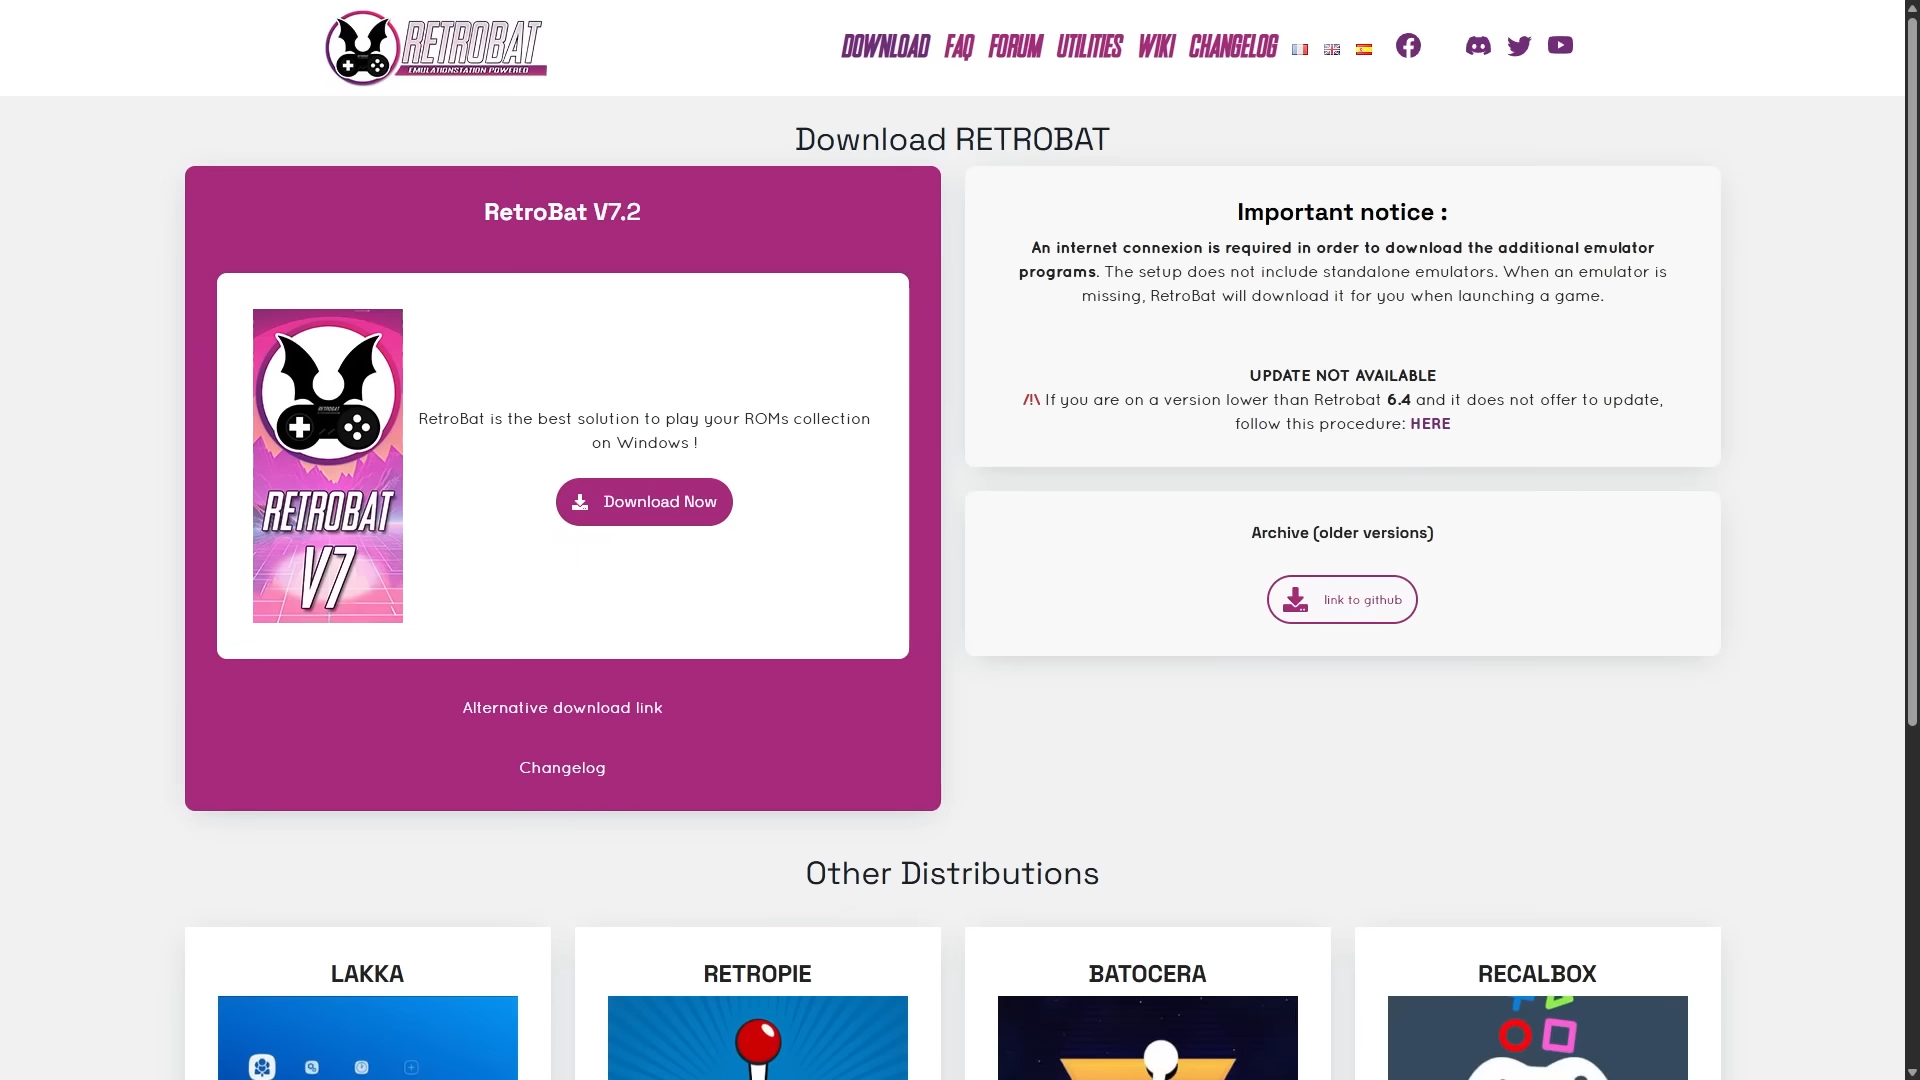 RETROBAT
EMULATIONSTATION POWERED
DOWNLOAD FAQ FORUM UTILITIES WIKI CHANGELOG
Download RETROBAT
RetroBat V7.2
RETROBAT
V7
RetroBat is the best solution to play your ROMs collection
on Windows !
Download Now
Alternative download link
Changelog
Important notice :
An internet connexion is required in order to download the additional emulator
programs. The setup does not include standalone emulators. When an emulator is
missing, RetroBat will download it for you when launching a game.
UPDATE NOT AVAILABLE
/!\ If you are on a version lower than Retrobat 6.4 and it does not offer to update,
follow this procedure: HERE
Archive (older versions)
link to github
Other Distributions
LAKKA
RETROPIE
BATOCERA
RECALBOX